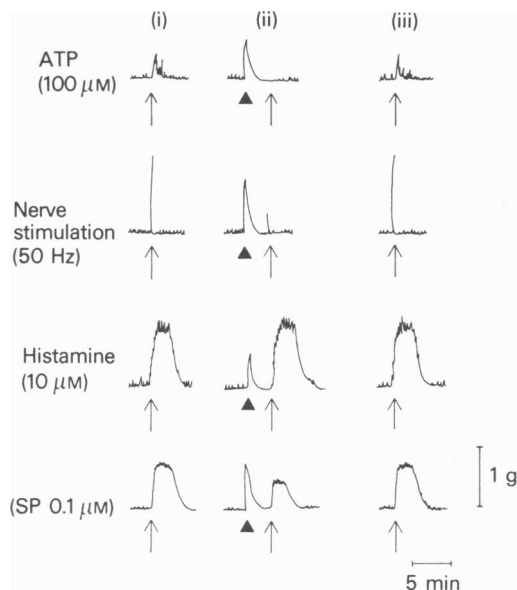 (i) (ii) (iii)
ATP
(100 μM)
Nerve
stimulation
(50 Hz)
Histamine
(10 μM)
(SP 0.1 μM)
1 g
5 min